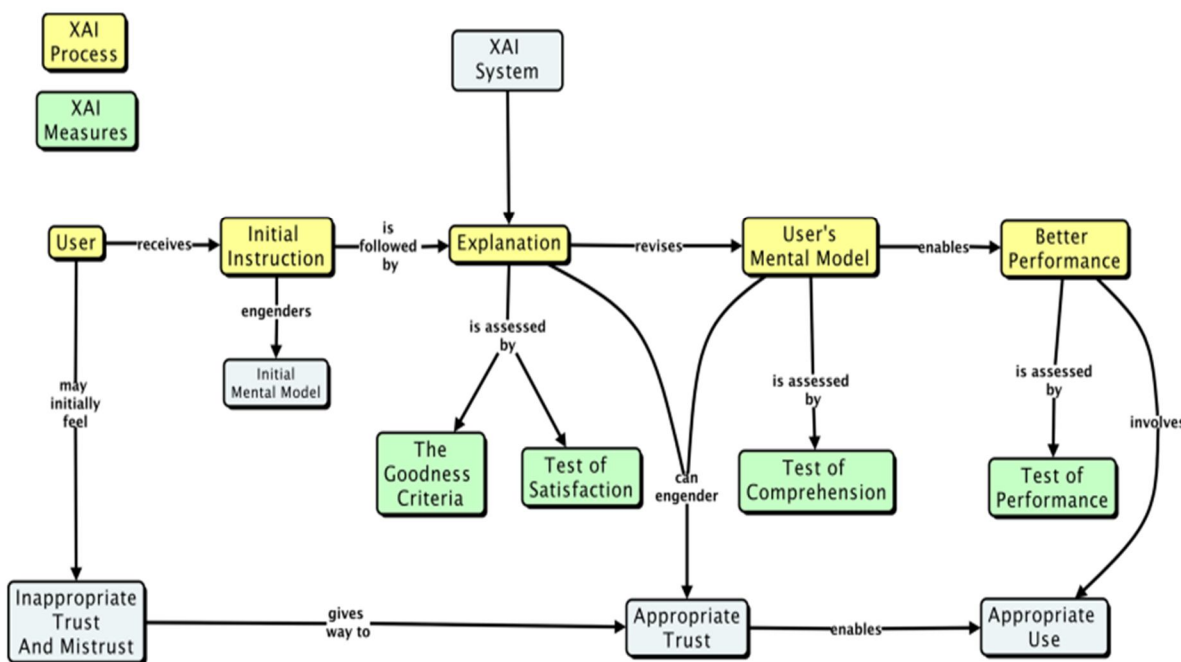 XAI
Process
XAI
Measures
XAI
System
User
receives
Initial
Instruction
is
followed
by
Explanation
revises
User's
Mental Model
enables
Better
Performance
engenders
Initial
Mental Model
may
initially
feel
is assessed
by
The
Goodness
Criteria
Test of
Satisfaction
can
engender
is assessed
by
Test of
Comprehension
is assessed
by
Test of
Performance
involves
Inappropriate
Trust
And Mistrust
gives
way to
Appropriate
Trust
enables
Appropriate
Use